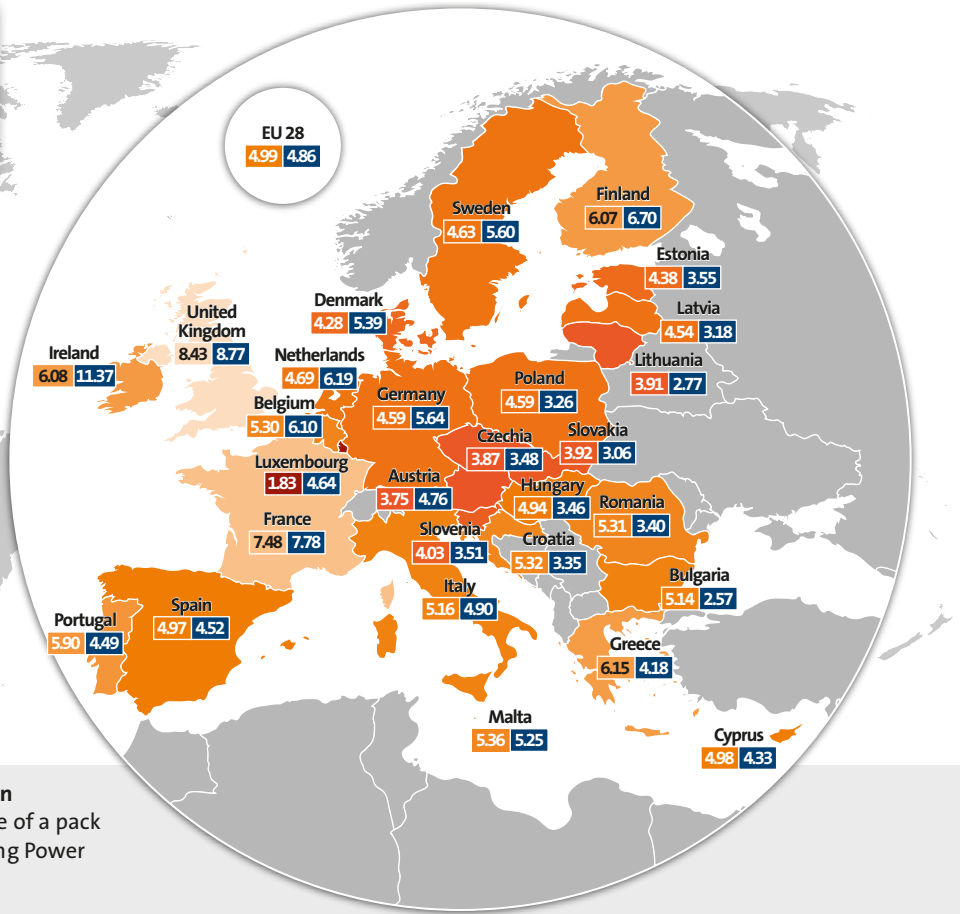 EU 28
4.99 4.86
Sweden
4.63 5.60
Finland
6.07 6.70
Estonia
4.38 3.55
Denmark
4.28 5.39
Latvia
4.54 3.18
United
Kingdom
8.43 8.77
Ireland
6.08 11.37
Netherlands
4.69 6.19
Lithuania
3.91 2.77
Poland
4.59 3.26
Germany
4.59 5.64
Belgium
5.30 6.10
Czechia
3.87 3.48
Slovakia
3.92 3.06
Luxembourg
1.83 4.64
Austria
3.75 4.76
Hungary
4.94 3.46
Romania
5.31 3.40
France
7.48 7.78
Slovenia
4.03 3.51
Croatia
5.32 3.35
Bulgaria
5.14 2.57
Italy
5.16 4.90
Spain
4.97 4.52
Portugal
5.90 4.49
Greece
6.15 4.18
Malta
5.36 5.25
Cyprus
4.98 4.33
n
e of a pack
ng Power